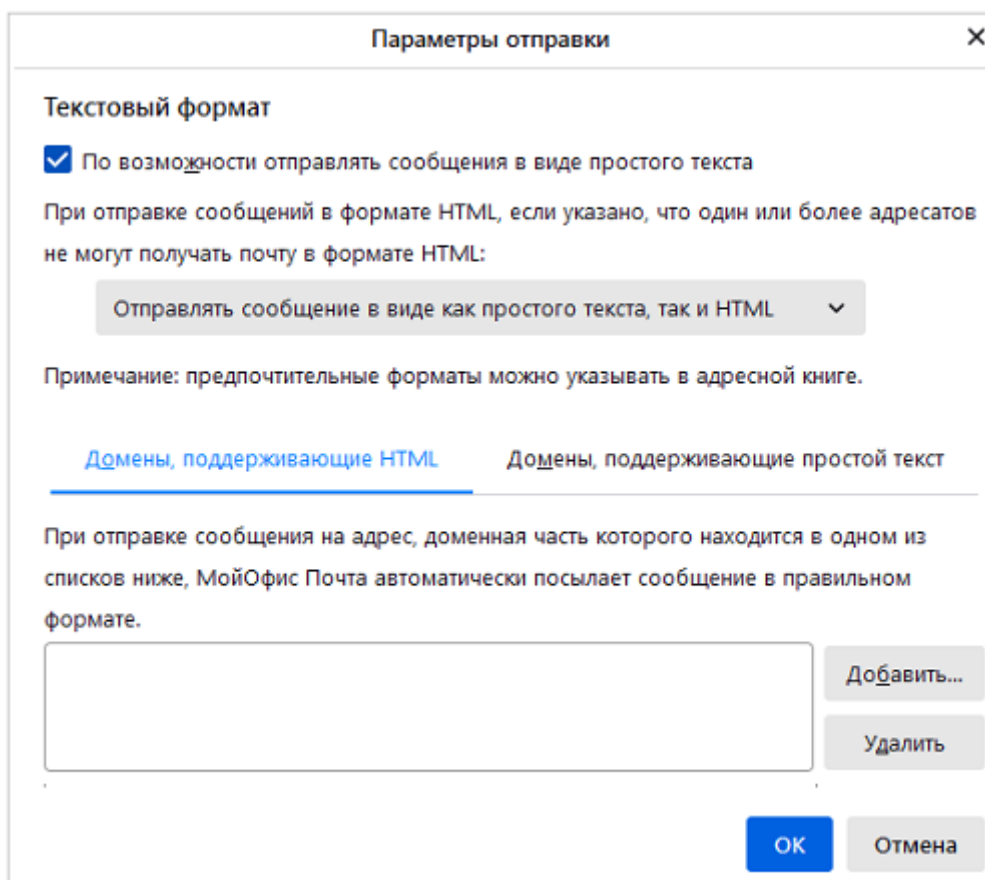 Параметры отправки
Текстовый формат
По возможности отправлять сообщения в виде простого текста
При отправке сообщений в формате HTML, если указано, что один или более адресатов
не могут получать почту в формате HTML:
Отправлять сообщение в виде как простого текста, так и HTML
Примечание: предпочтительные форматы можно указывать в адресной книге.
Домены, поддерживающие HTML Домены, поддерживающие простой текст
При отправке сообщения на адрес, доменная часть которого находится в одном из
списков ниже, МойОфис Почта автоматически посылает сообщение в правильном
формате.
Добавить...
Удалить
ОК Отмена